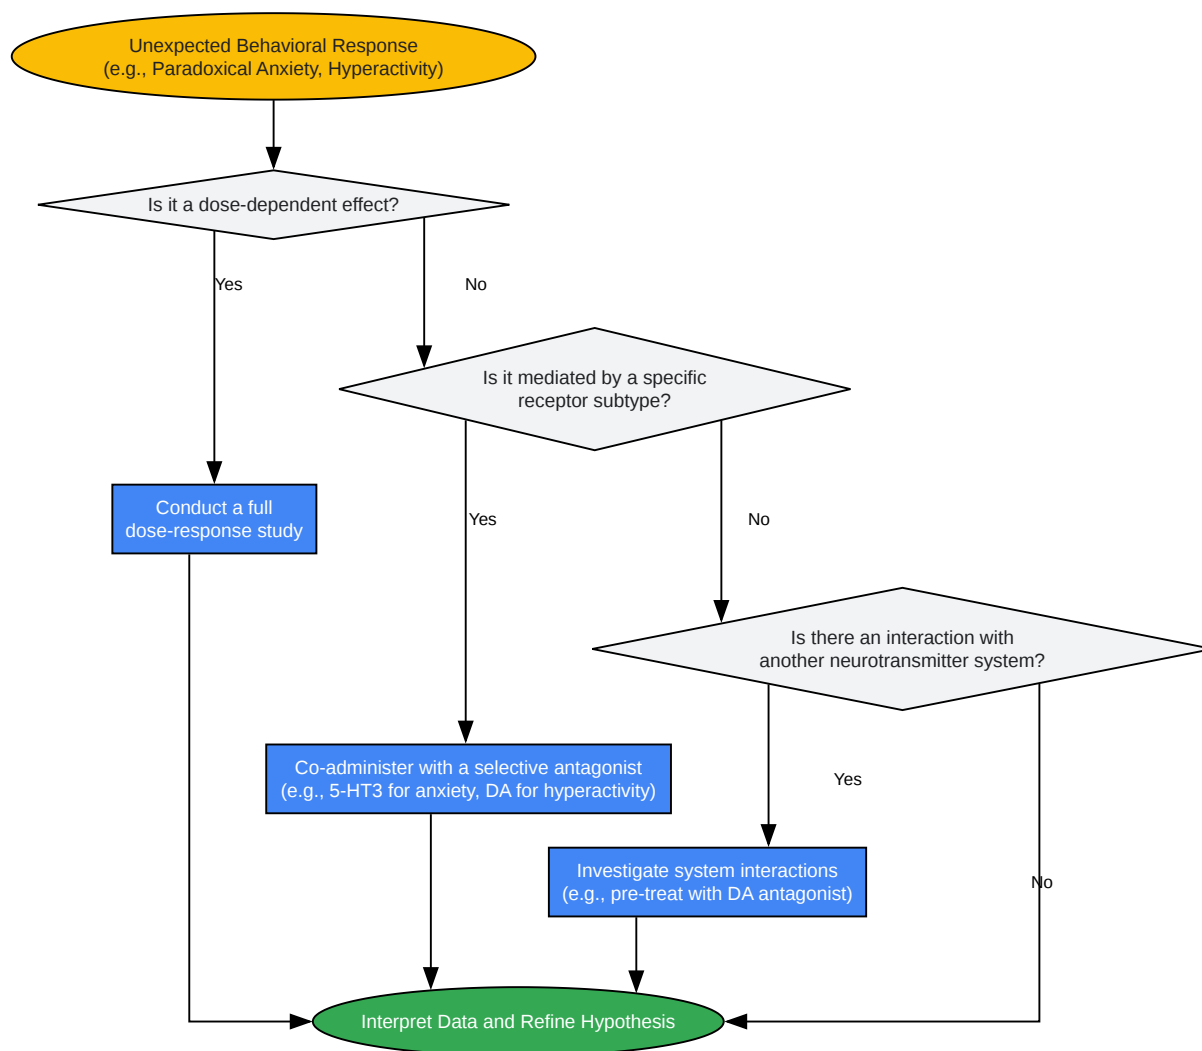 Unexpected Behavioral Response
(e.g., Paradoxical Anxiety, Hyperactivity)
Is it a dose-dependent effect?
Yes
No
Is it mediated by a specific
receptor subtype?
Conduct a full
dose-response study
Yes
No
Is there an interaction with
another neurotransmitter system?
Co-administer with a selective antagonist
(e.g., 5-HT3 for anxiety, DA for hyperactivity)
Yes
Investigate system interactions
(e.g., pre-treat with DA antagonist)
No
Interpret Data and Refine Hypothesis